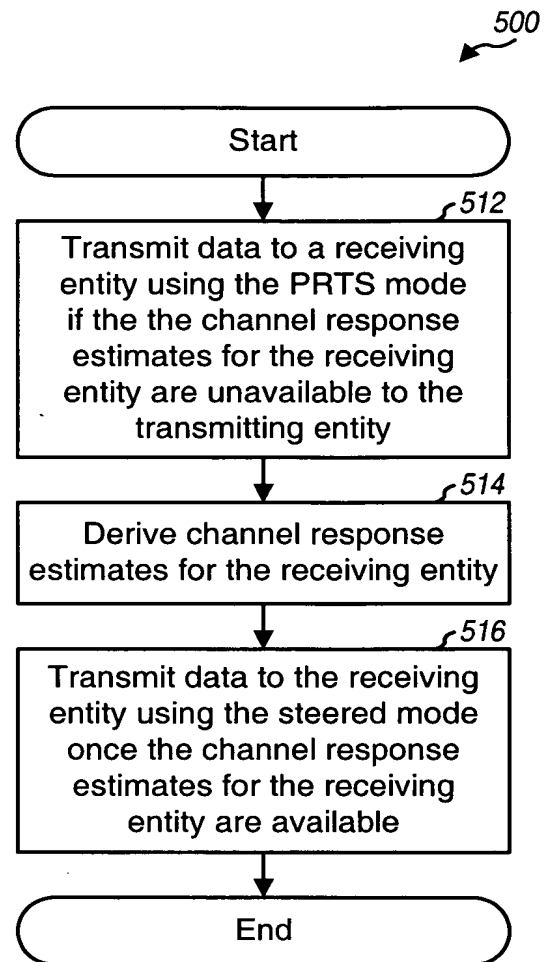 500
Start
512
Transmit data to a receiving
entity using the PRTS mode
if the the channel response
estimates for the receiving
entity are unavailable to the
transmitting entity
514
Derive channel response
estimates for the receiving entity
516
Transmit data to the receiving
entity using the steered mode
once the channel response
estimates for the receiving
entity are available
End